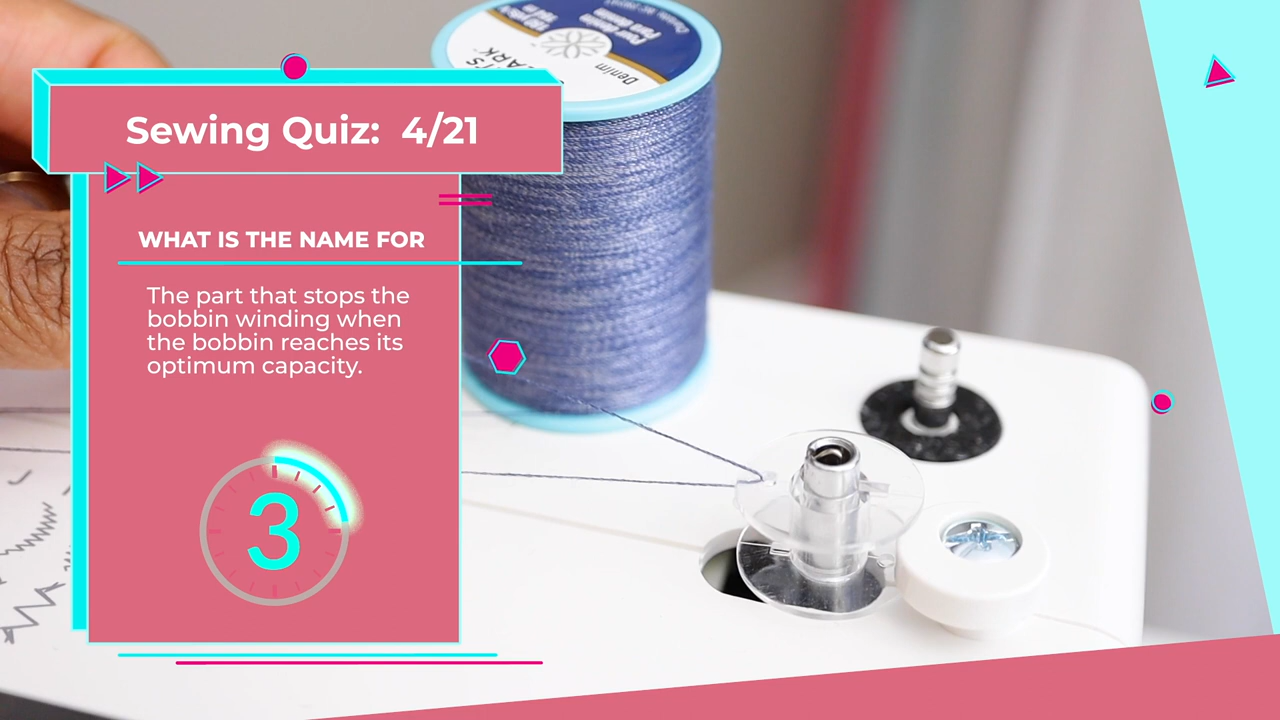 Denim
Sewing Quiz: 4/21
WHAT IS THE NAME FOR
The part that stops the
bobbin winding when
the bobbin reaches its
optimum capacity.
3